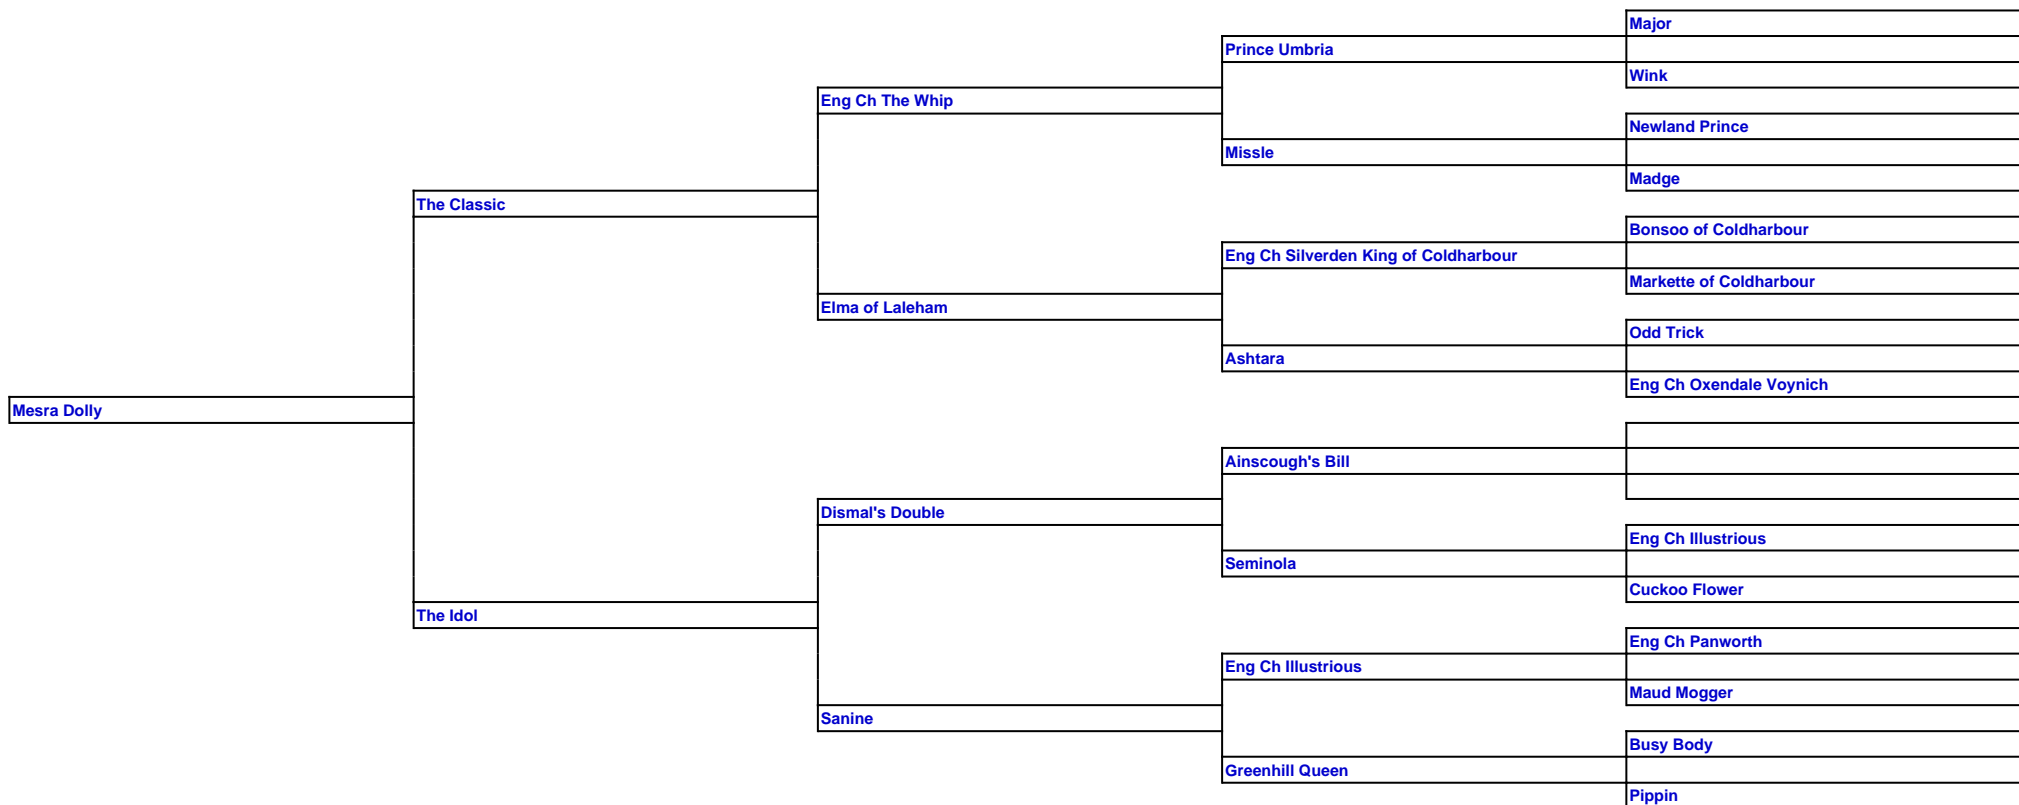 Major
Prince Umbria
Wink
Eng Ch The Whip
Newland Prince
Missle
Madge
The Classic
Bonsoo of Coldharbour
Eng Ch Silverden King of Coldharbour
Markette of Coldharbour
Elma of Laleham
Odd Trick
Ashtara
Eng Ch Oxendale Voynich
Mesra Dolly
Ainscough's Bill
Dismal's Double
Eng Ch Illustrious
Seminola
Cuckoo Flower
The Idol
Eng Ch Panworth
Eng Ch Illustrious
Maud Mogger
Sanine
Busy Body
Greenhill Queen
Pippin